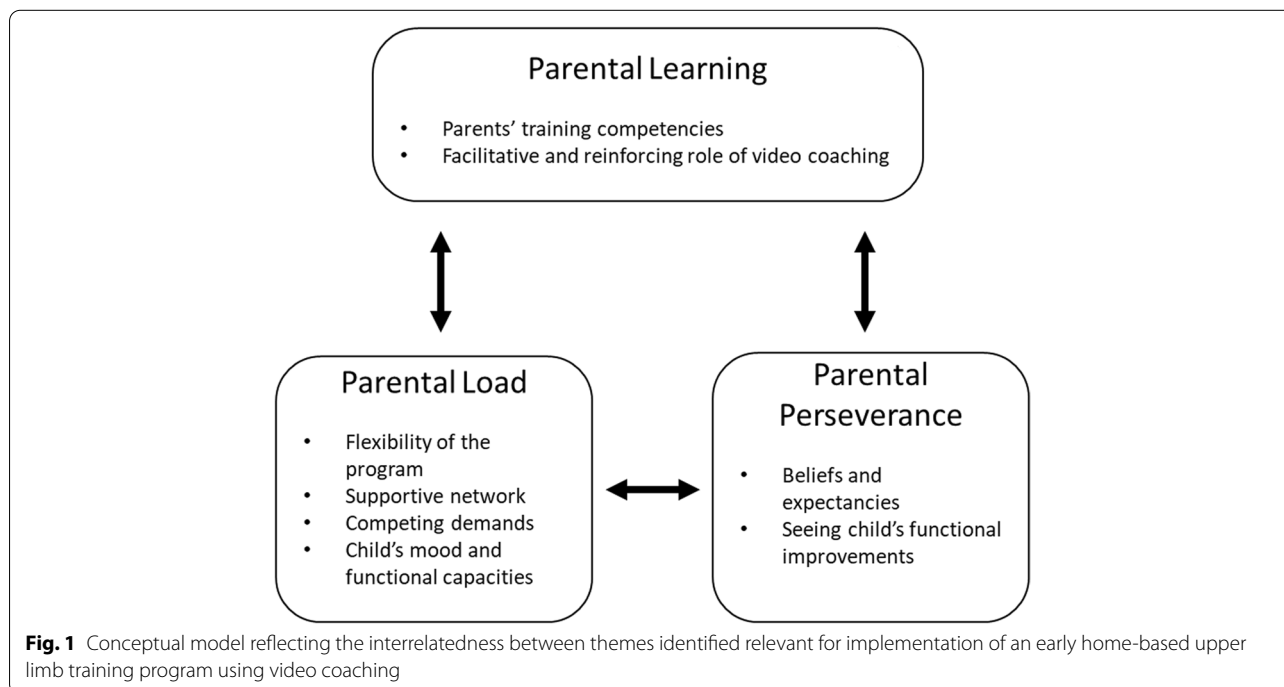 Parental Learning
• Parents' training competencies
• Facilitative and reinforcing role of video coaching
Parental Load
• Flexibility of the
program
• Supportive network
• Competing demands
• Child's mood and
functional capacities
Parental
Perseverance
• Beliefs and
expectancies
• Seeing child's functional
improvements
Fig. 1 Conceptual model reflecting the interrelatedness between themes identified relevant for implementation of an early home-based upper
limb training program using video coaching